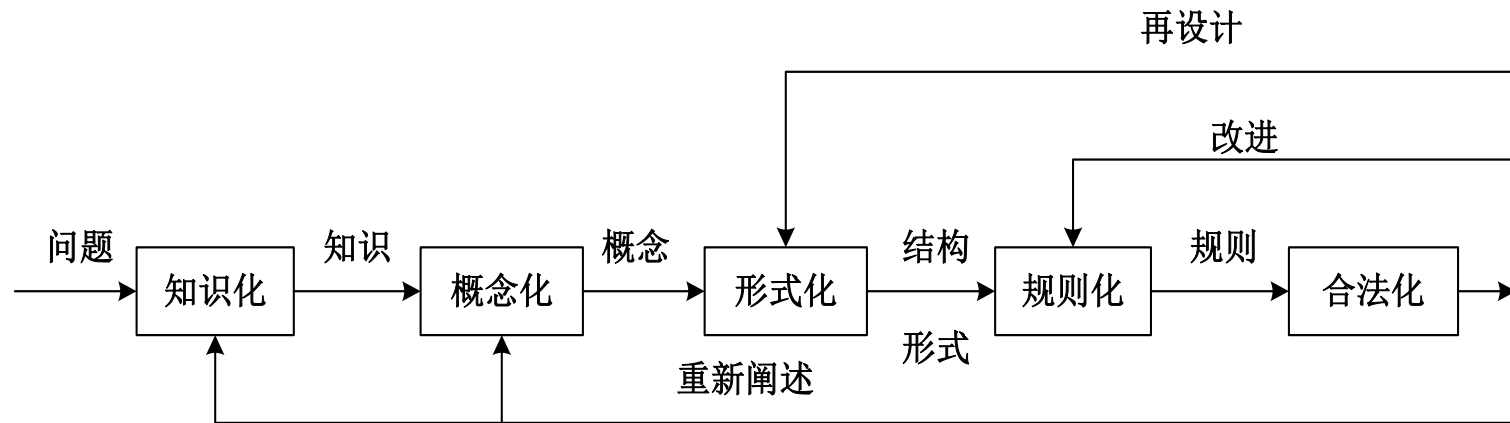 再设计
改进
问题
知识
概念
结构
规则
知识化
概念化
形式化
规则化
合法化
形式
重新阐述